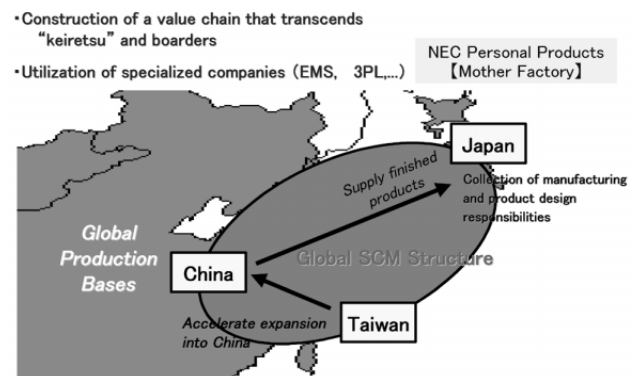 ・Construction of a value chain that transcends
“keiretsu” and boarders
・Utilization of specialized companies (EMS, 3PL,...)
NEC Personal Products
【Mother Factory】
Japan
Supply finished
products
Collection of manufacturing
and product design
responsibilities
Global
Production
Bases
China
Global SCM Structure
Accelerate expansion
into China
Taiwan